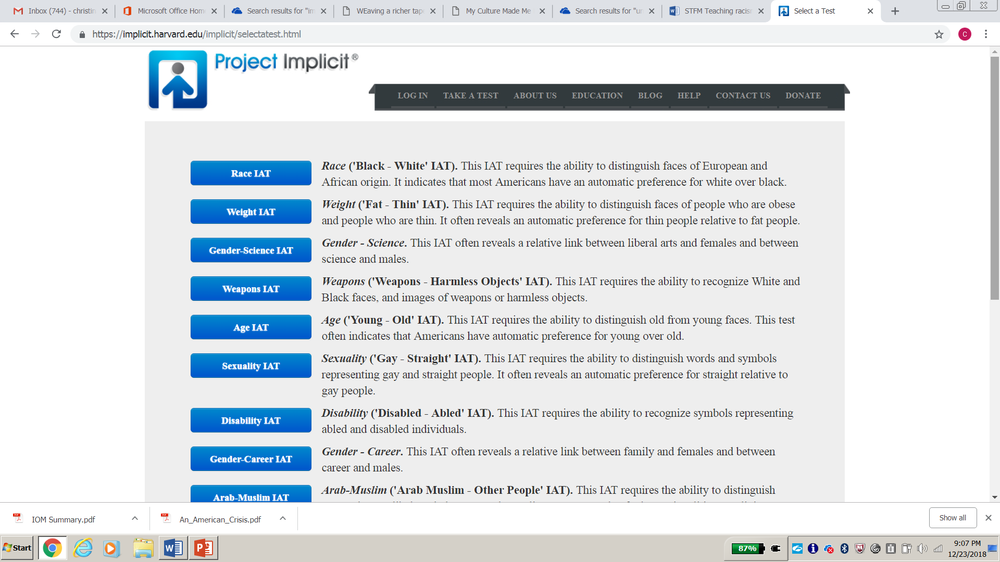 Inbox (744) - christin
Microsoft Office Hom
Search results for "im
WEaving a richer tape
My Culture Made Me
Search results for "un
STFM Teaching racism
Select a Test
https://implicit.harvard.edu/implicit/selectatest.html
C
Project Implicit®
LOG IN TAKE A TEST ABOUT US EDUCATION BLOG HELP CONTACT US DONATE
Race IAT
Race ('Black - White' IAT). This IAT requires the ability to distinguish faces of European and
African origin. It indicates that most Americans have an automatic preference for white over black.
Weight IAT
Weight ('Fat - Thin' IAT). This IAT requires the ability to distinguish faces of people who are obese
and people who are thin. It often reveals an automatic preference for thin people relative to fat people.
Gender-Science IAT
Gender - Science. This IAT often reveals a relative link between liberal arts and females and between
science and males.
Weapons IAT
Weapons ('Weapons - Harmless Objects' IAT). This IAT requires the ability to recognize White and
Black faces, and images of weapons or harmless objects.
Age IAT
Age ('Young - Old' IAT). This IAT requires the ability to distinguish old from young faces. This test
often indicates that Americans have automatic preference for young over old.
Sexuality IAT
Sexuality ('Gay - Straight' IAT). This IAT requires the ability to distinguish words and symbols
representing gay and straight people. It often reveals an automatic preference for straight relative to
gay people.
Disability IAT
Disability ('Disabled - Abled' IAT). This IAT requires the ability to recognize symbols representing
abled and disabled individuals.
Gender-Career IAT
Gender - Career. This IAT often reveals a relative link between family and females and between
career and males.
Arab-Muslim IAT
Arab-Muslim ('Arab Muslim - Other People' IAT). This IAT requires the ability to distinguish
IOM Summary.pdf
An_American_Crisis.pdf
Show all
Start
87%
9:07 PM
12/23/2018